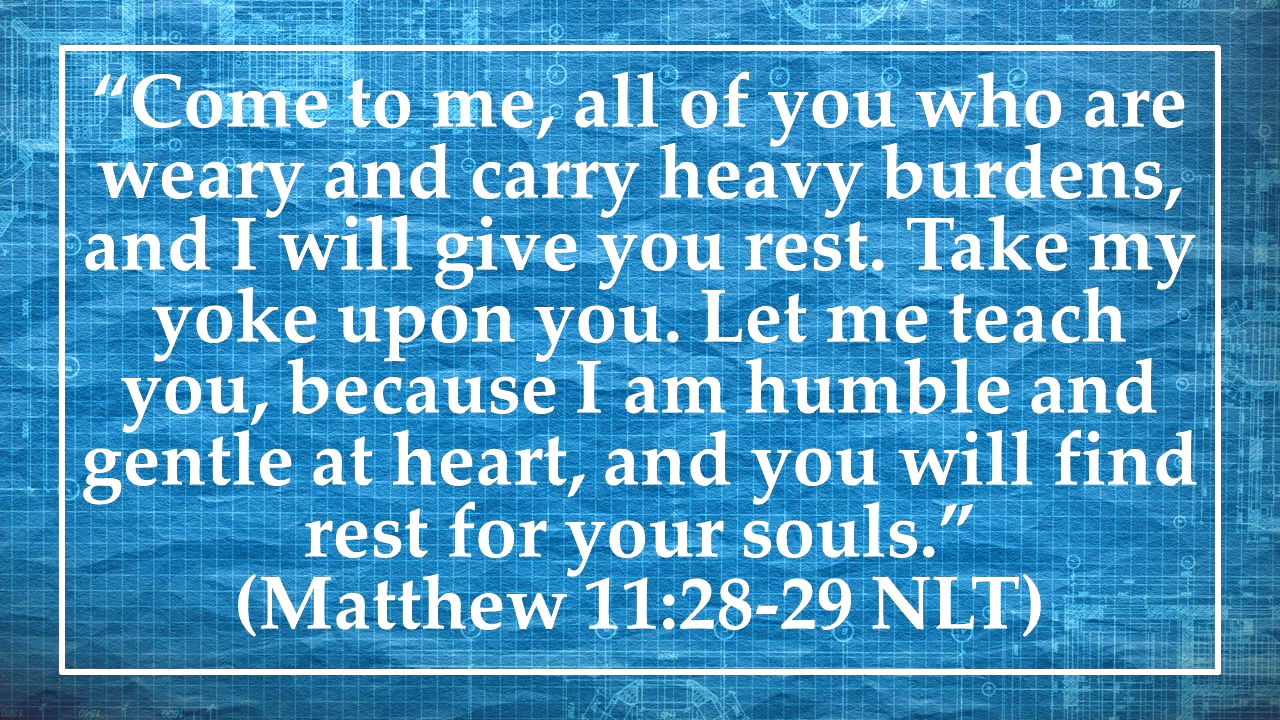 “Come to me, all of you who are
weary and carry heavy burdens,
and I will give you rest. Take my
yoke upon you. Let me teach
you, because I am humble and
gentle at heart, and you will find
rest for your souls.”
(Matthew 11:28-29 NLT)